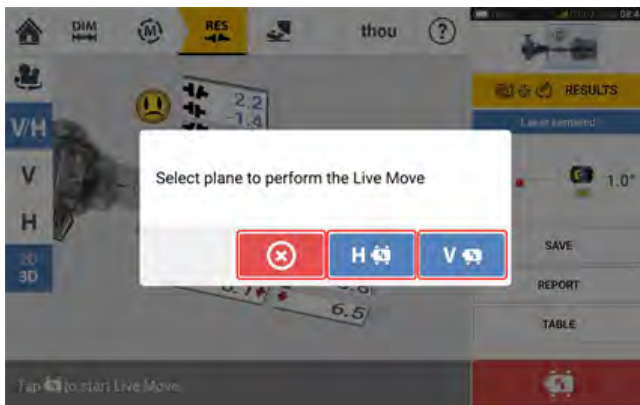 DIM
M
RES
thou
?
RESULTS
Laser centered
V/H
V
H
2D
3D
2.2
-1.4
Select plane to perform the Live Move
H
V
6.5
1.0°
SAVE
REPORT
TABLE
Tap to start Live Move.